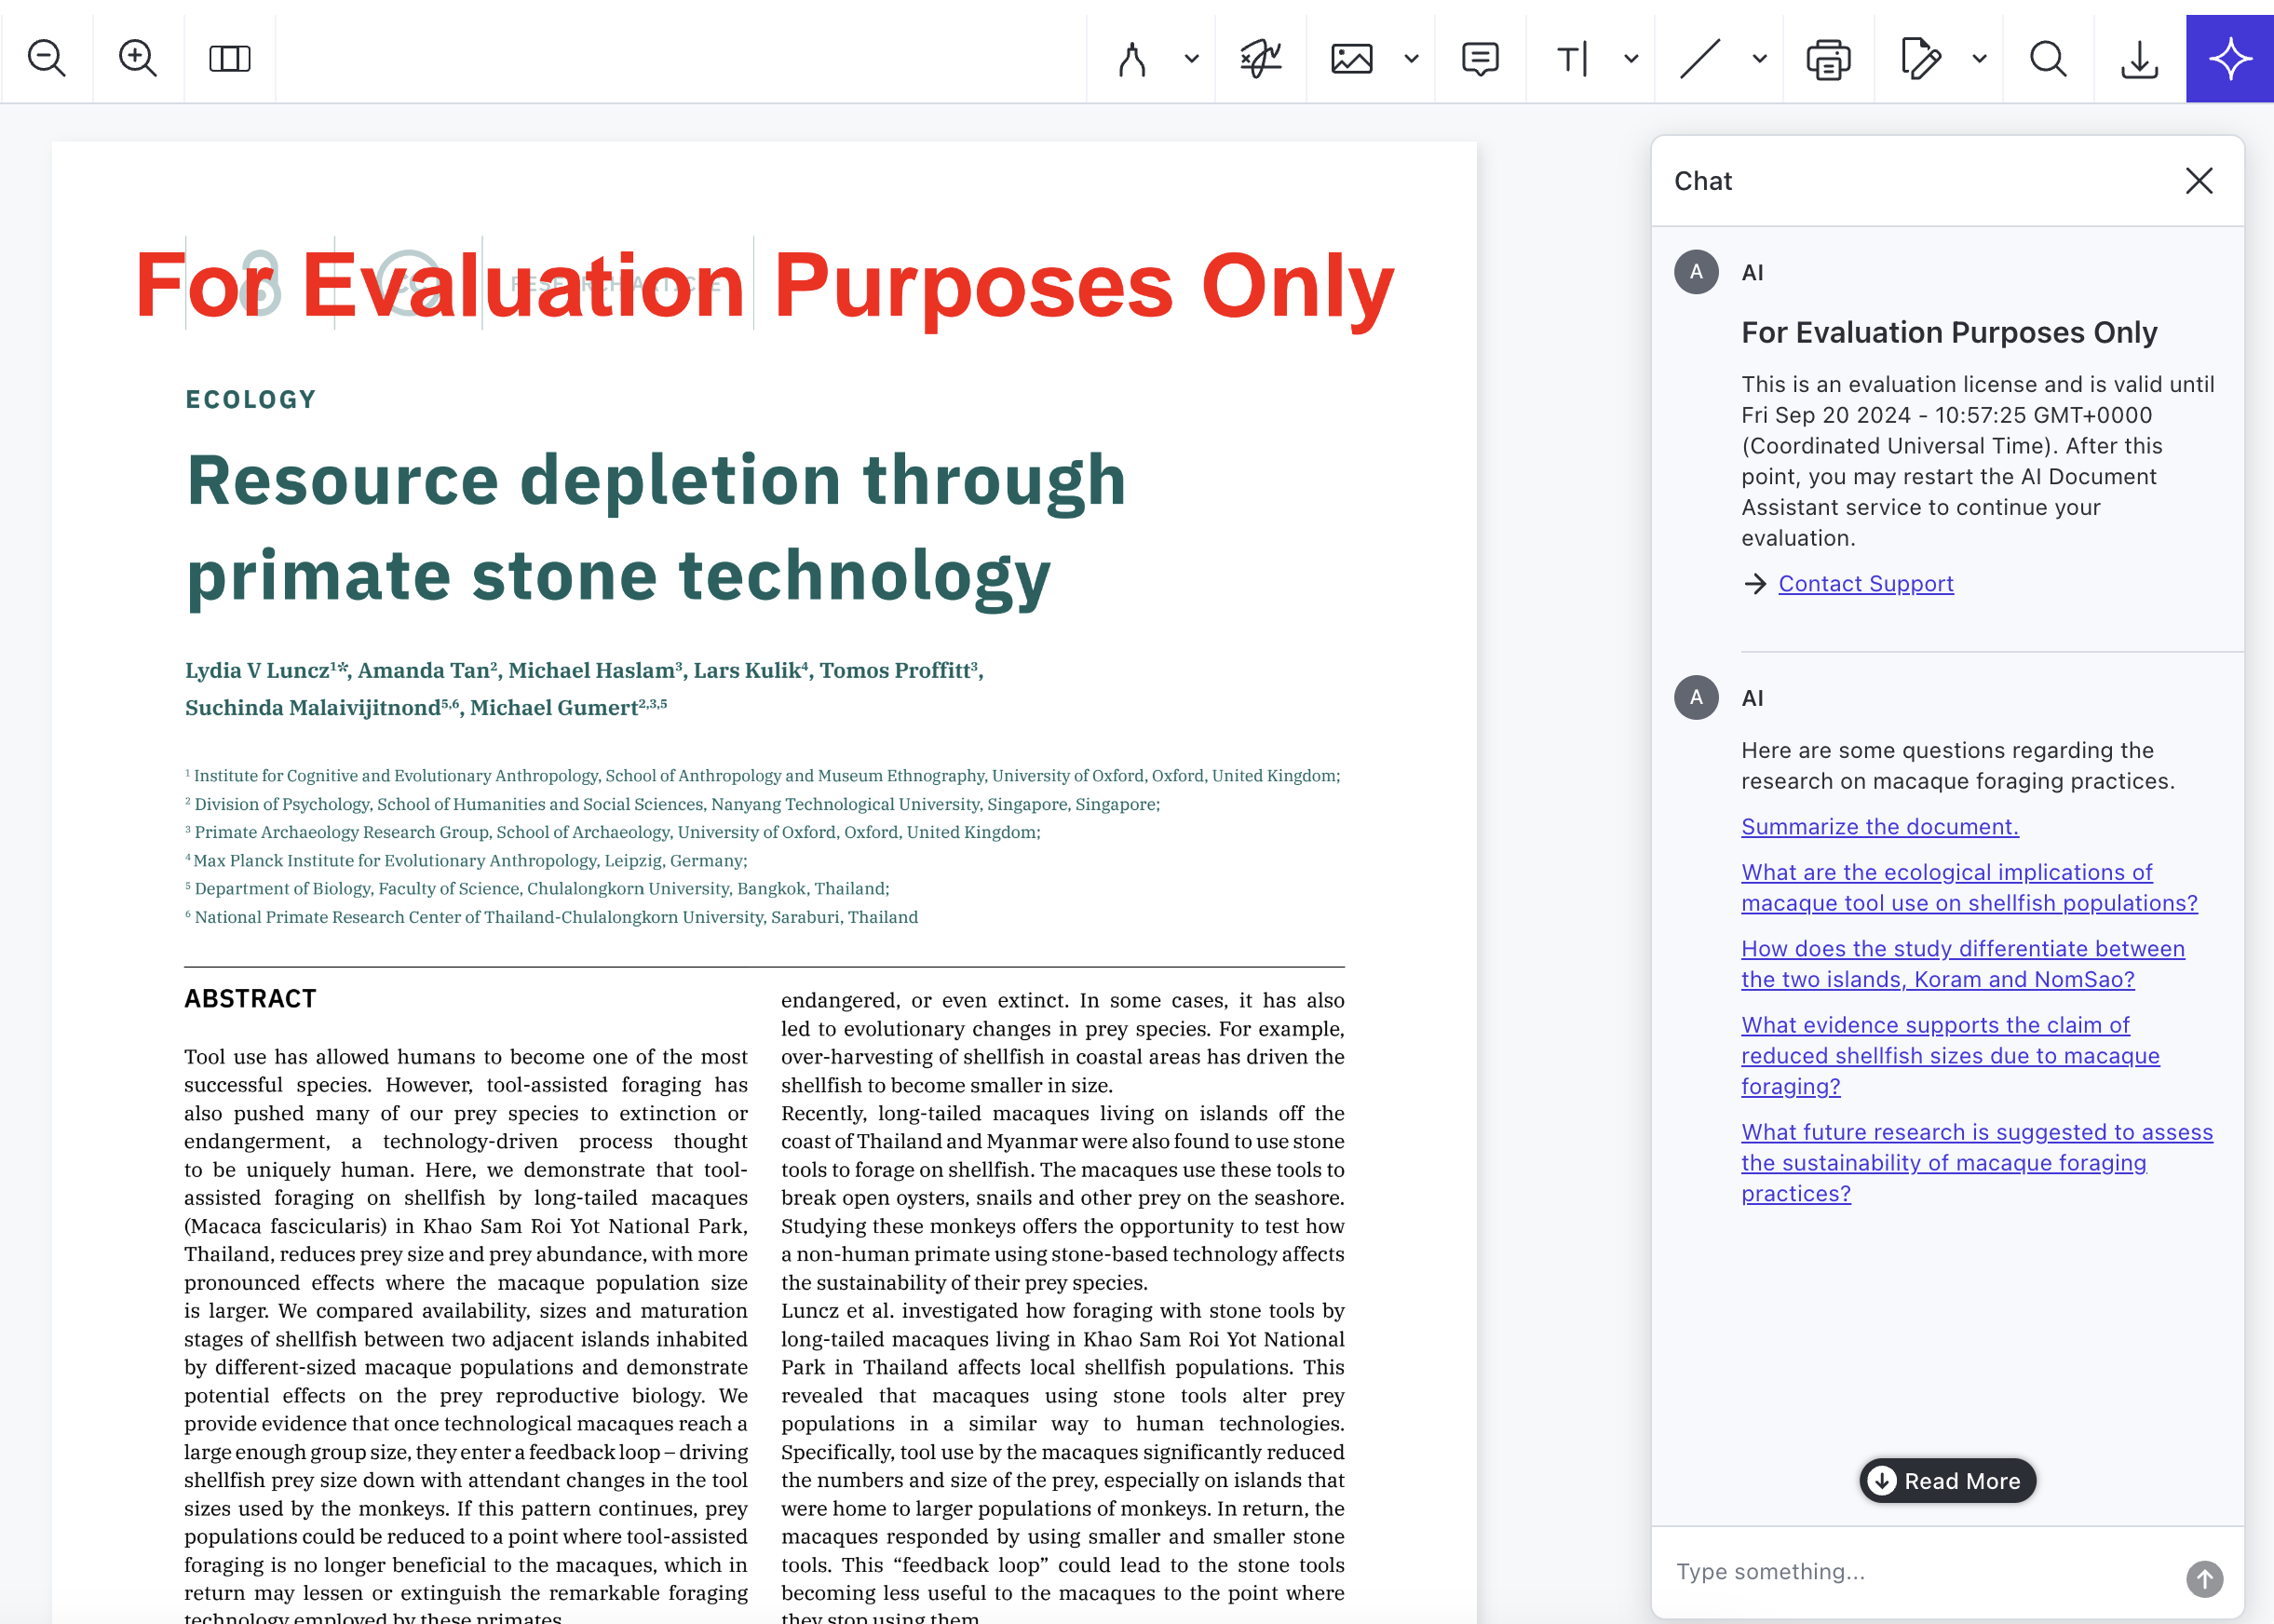 For Evaluation Purposes Only
RESEARCH ARTICLE
ECOLOGY
Resource depletion through
primate stone technology
Lydia V Luncz¹*, Amanda Tan², Michael Haslam³, Lars Kulik⁴, Tomos Proffitt³,
Suchinda Malaivijitnond⁵,⁶, Michael Gumert²,³,⁵
¹ Institute for Cognitive and Evolutionary Anthropology, School of Anthropology and Museum Ethnography, University of Oxford, Oxford, United Kingdom;
² Division of Psychology, School of Humanities and Social Sciences, Nanyang Technological University, Singapore, Singapore;
³ Primate Archaeology Research Group, School of Archaeology, University of Oxford, Oxford, United Kingdom;
⁴ Max Planck Institute for Evolutionary Anthropology, Leipzig, Germany;
⁵ Department of Biology, Faculty of Science, Chulalongkorn University, Bangkok, Thailand;
⁶ National Primate Research Center of Thailand-Chulalongkorn University, Saraburi, Thailand
ABSTRACT
Tool use has allowed humans to become one of the most
successful species. However, tool-assisted foraging has
also pushed many of our prey species to extinction or
endangerment, a technology-driven process thought
to be uniquely human. Here, we demonstrate that tool-
assisted foraging on shellfish by long-tailed macaques
(Macaca fascicularis) in Khao Sam Roi Yot National Park,
Thailand, reduces prey size and prey abundance, with more
pronounced effects where the macaque population size
is larger. We compared availability, sizes and maturation
stages of shellfish between two adjacent islands inhabited
by different-sized macaque populations and demonstrate
potential effects on the prey reproductive biology. We
provide evidence that once technological macaques reach a
large enough group size, they enter a feedback loop – driving
shellfish prey size down with attendant changes in the tool
sizes used by the monkeys. If this pattern continues, prey
populations could be reduced to a point where tool-assisted
foraging is no longer beneficial to the macaques, which in
return may lessen or extinguish the remarkable foraging
technology employed by these primates.
endangered, or even extinct. In some cases, it has also
led to evolutionary changes in prey species. For example,
over-harvesting of shellfish in coastal areas has driven the
shellfish to become smaller in size.
Recently, long-tailed macaques living on islands off the
coast of Thailand and Myanmar were also found to use stone
tools to forage on shellfish. The macaques use these tools to
break open oysters, snails and other prey on the seashore.
Studying these monkeys offers the opportunity to test how
a non-human primate using stone-based technology affects
the sustainability of their prey species.
Luncz et al. investigated how foraging with stone tools by
long-tailed macaques living in Khao Sam Roi Yot National
Park in Thailand affects local shellfish populations. This
revealed that macaques using stone tools alter prey
populations in a similar way to human technologies.
Specifically, tool use by the macaques significantly reduced
the numbers and size of the prey, especially on islands that
were home to larger populations of monkeys. In return, the
macaques responded by using smaller and smaller stone
tools. This “feedback loop” could lead to the stone tools
becoming less useful to the macaques to the point where
they stop using them.
Chat
A
AI
For Evaluation Purposes Only
This is an evaluation license and is valid until
Fri Sep 20 2024 - 10:57:25 GMT+0000
(Coordinated Universal Time). After this
point, you may restart the AI Document
Assistant service to continue your
evaluation.
→ Contact Support
A
AI
Here are some questions regarding the
research on macaque foraging practices.
Summarize the document.
What are the ecological implications of
macaque tool use on shellfish populations?
How does the study differentiate between
the two islands, Koram and NomSao?
What evidence supports the claim of
reduced shellfish sizes due to macaque
foraging?
What future research is suggested to assess
the sustainability of macaque foraging
practices?
Read More
Type something...